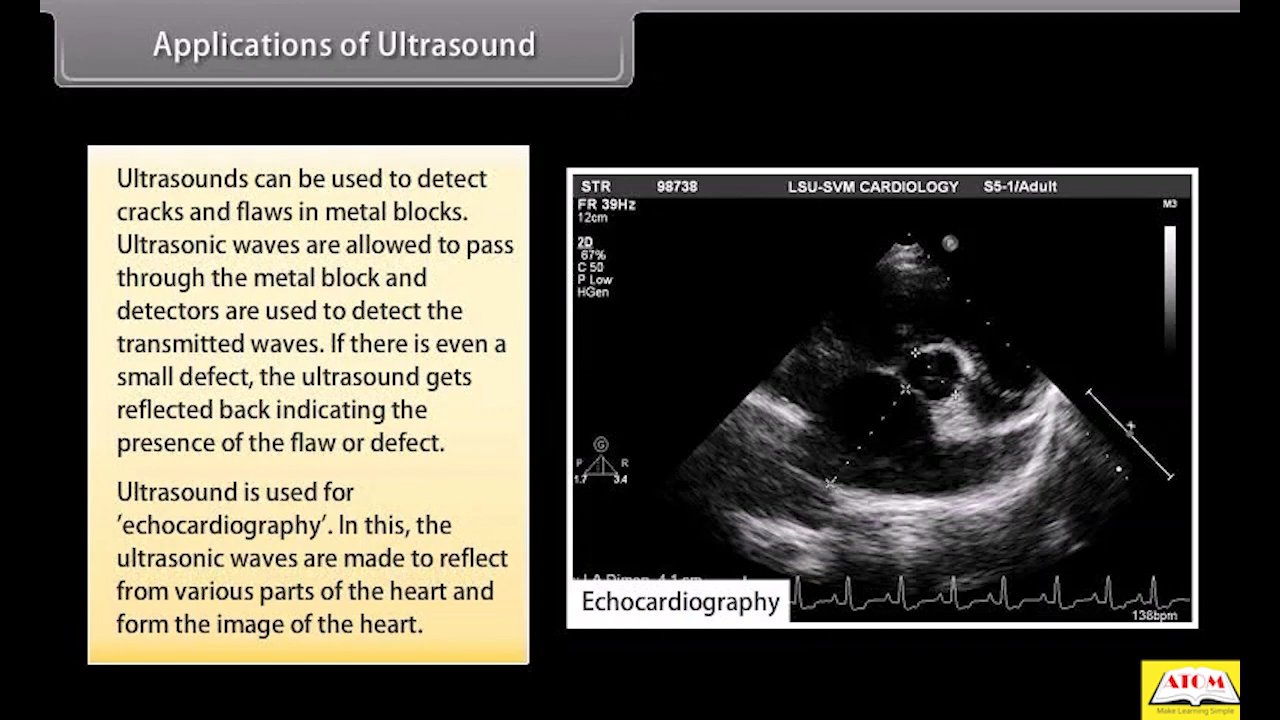 Applications of Ultrasound
Ultrasounds can be used to detect
cracks and flaws in metal blocks.
Ultrasonic waves are allowed to pass
through the metal block and
detectors are used to detect the
transmitted waves. If there is even a
small defect, the ultrasound gets
reflected back indicating the
presence of the flaw or defect.
Ultrasound is used for
'echocardiography'. In this, the
ultrasonic waves are made to reflect
from various parts of the heart and
form the image of the heart.
STR 98738 LSU-SVM CARDIOLOGY S5-1/Adult
FR 39Hz
12cm
M3
2D
67%
C 50
P Low
HGen
P
G
P R
1.7 3.4
Echocardiography
138bpm
ATOM
Make Learning Simple